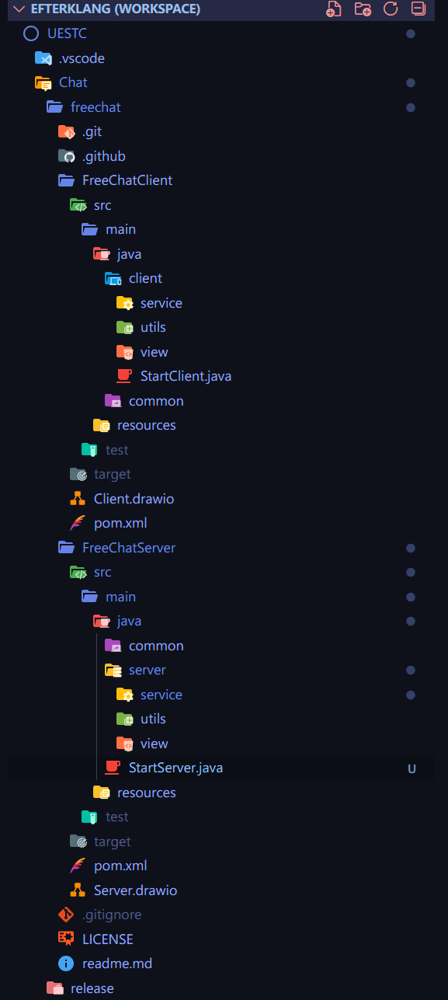 EFTERKLANG (WORKSPACE)
UESTC
.vscode
Chat
freechat
.git
.github
FreeChatClient
src
main
java
client
service
utils
view
StartClient.java
common
resources
test
target
Client.drawio
pom.xml
FreeChatServer
src
main
java
common
server
service
utils
view
StartServer.java U
resources
test
target
pom.xml
Server.drawio
.gitignore
LICENSE
readme.md
release